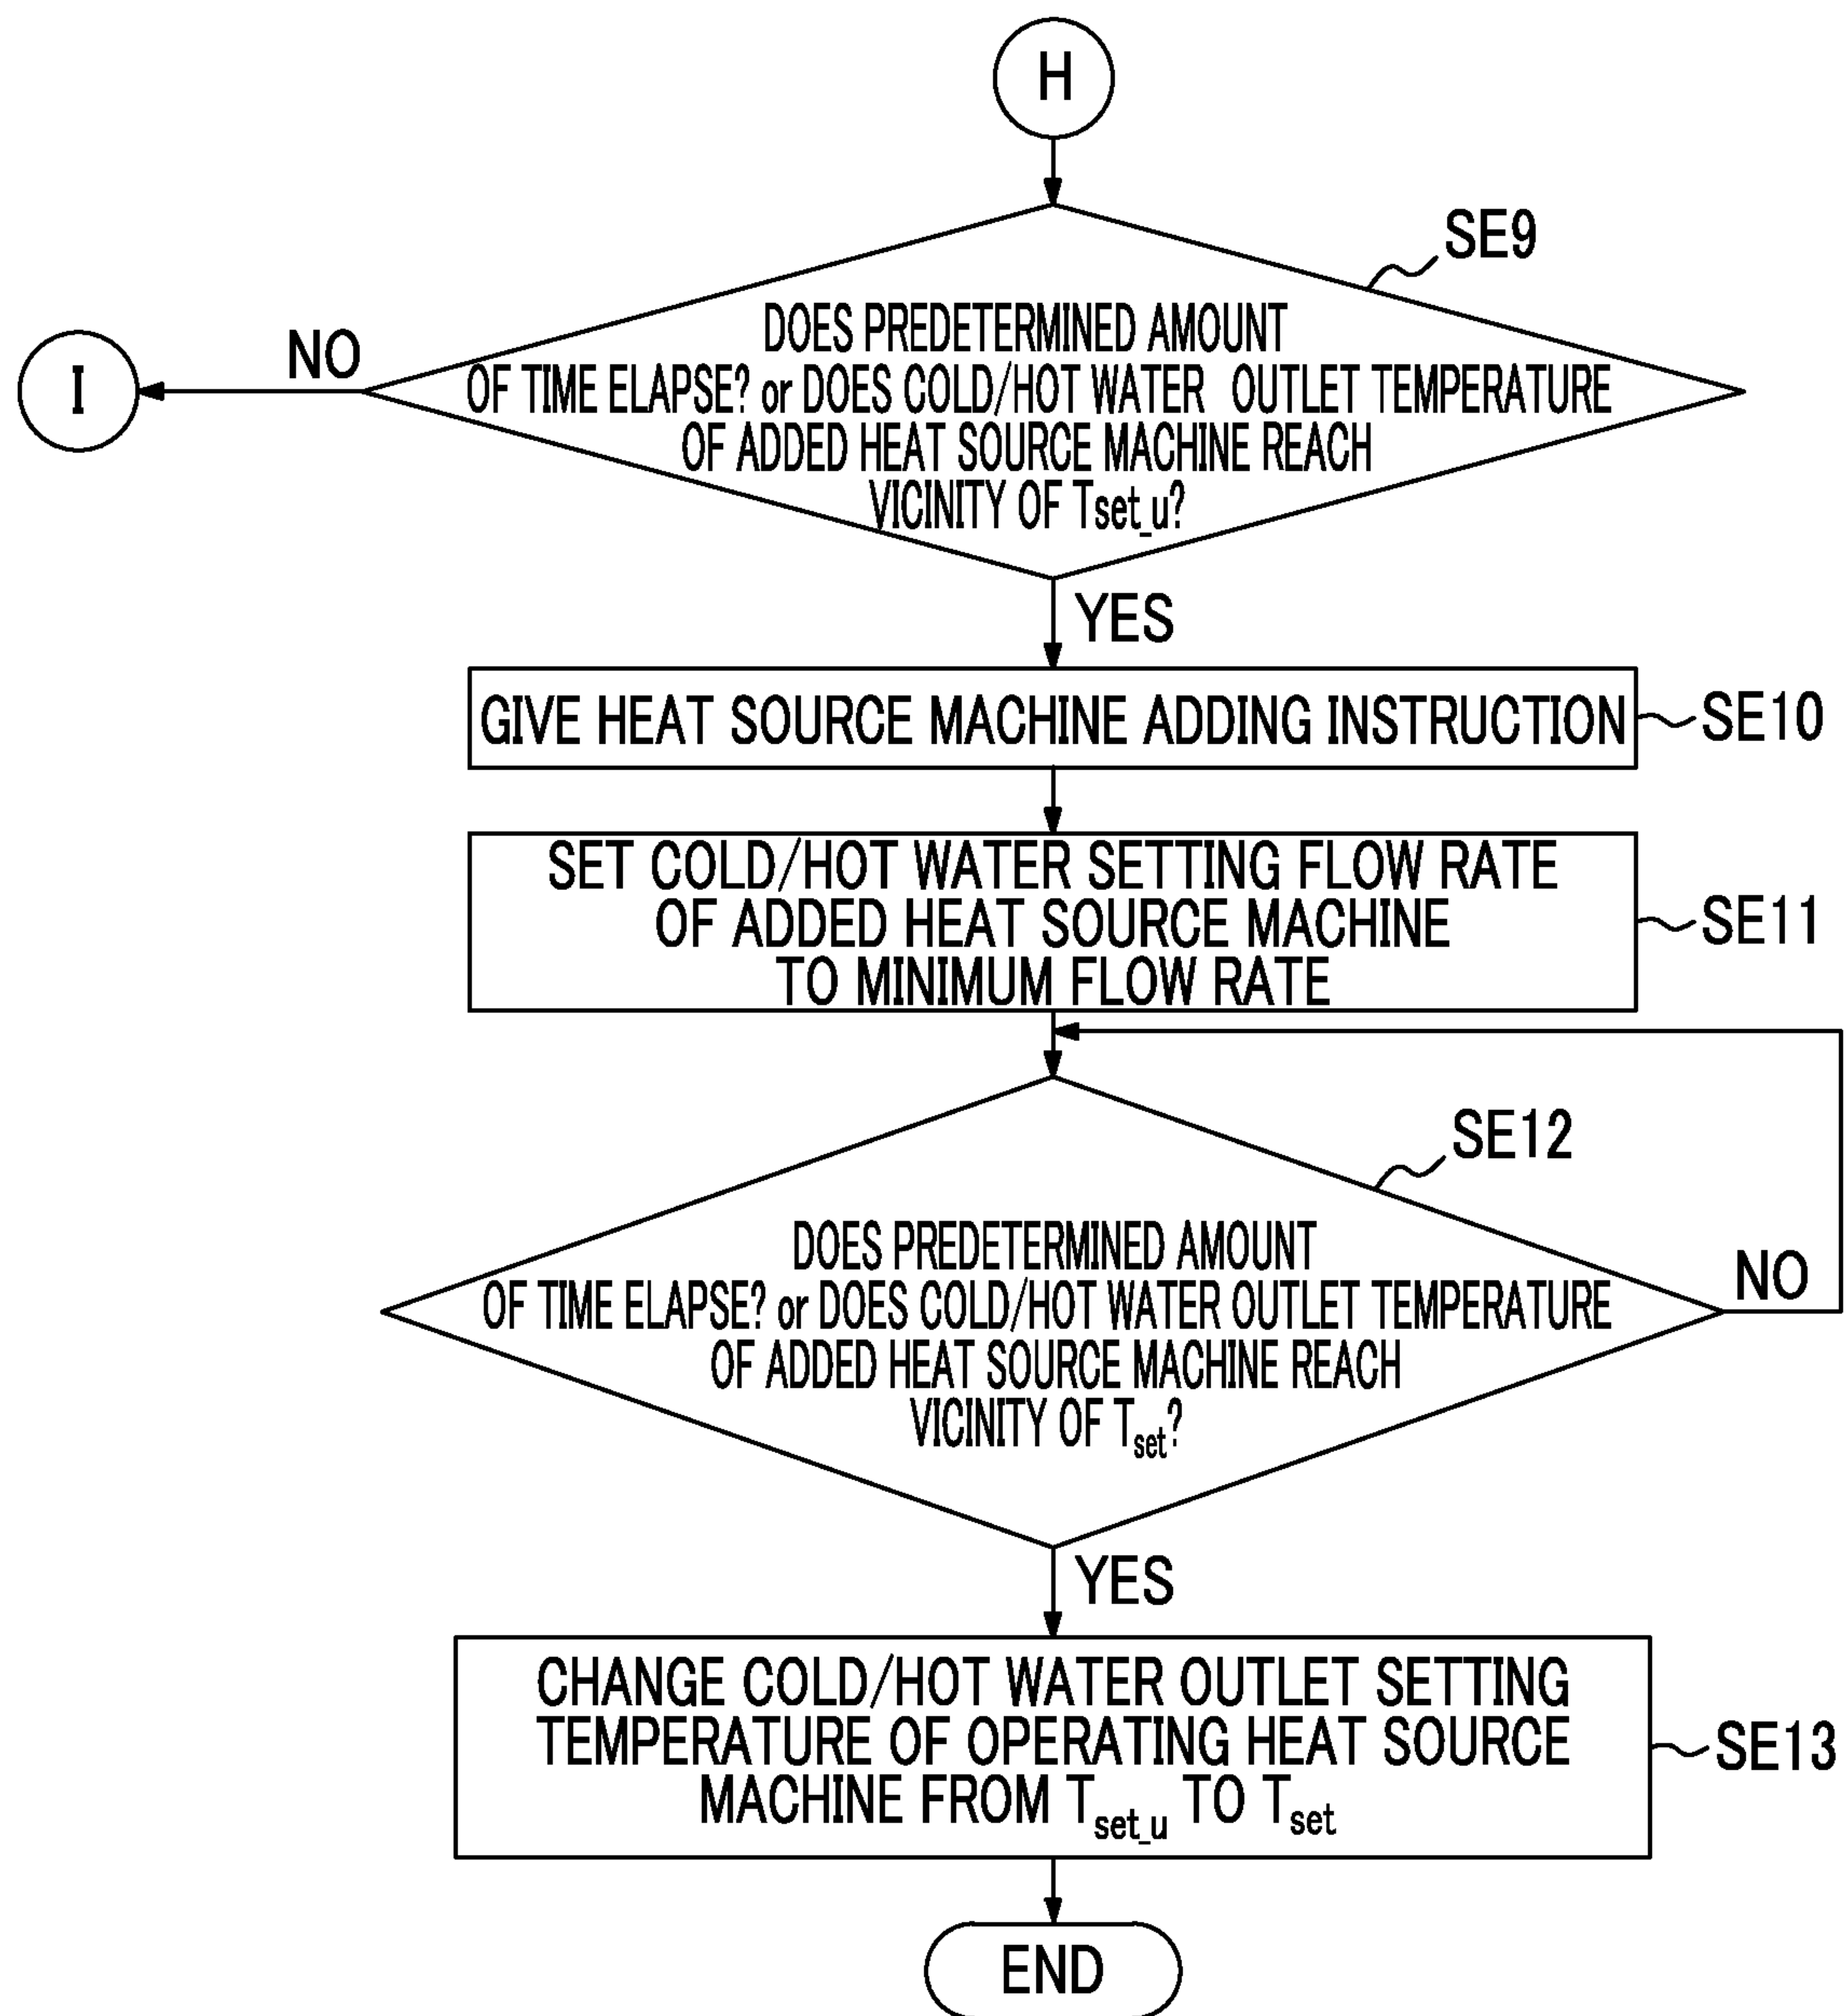 H
SE9
DOES PREDETERMINED AMOUNT
OF TIME ELAPSE? or DOES COLD/HOT WATER OUTLET TEMPERATURE
OF ADDED HEAT SOURCE MACHINE REACH
VICINITY OF Tset_u?
NO
I
YES
GIVE HEAT SOURCE MACHINE ADDING INSTRUCTION
SE10
SET COLD/HOT WATER SETTING FLOW RATE
OF ADDED HEAT SOURCE MACHINE
TO MINIMUM FLOW RATE
SE11
SE12
DOES PREDETERMINED AMOUNT
OF TIME ELAPSE? or DOES COLD/HOT WATER OUTLET TEMPERATURE
OF ADDED HEAT SOURCE MACHINE REACH
VICINITY OF Tset?
NO
YES
CHANGE COLD/HOT WATER OUTLET SETTING
TEMPERATURE OF OPERATING HEAT SOURCE
MACHINE FROM Tset_u TO Tset
SE13
END